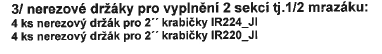 3/ nerezové držáky pro vyplnění 2 sekcí tj.1/2 mrazáku:
4 ks nerezový držák pro 2´´ krabičky IR224_JI
4 ks nerezový držák pro 2´´ krabičky IR220_JI